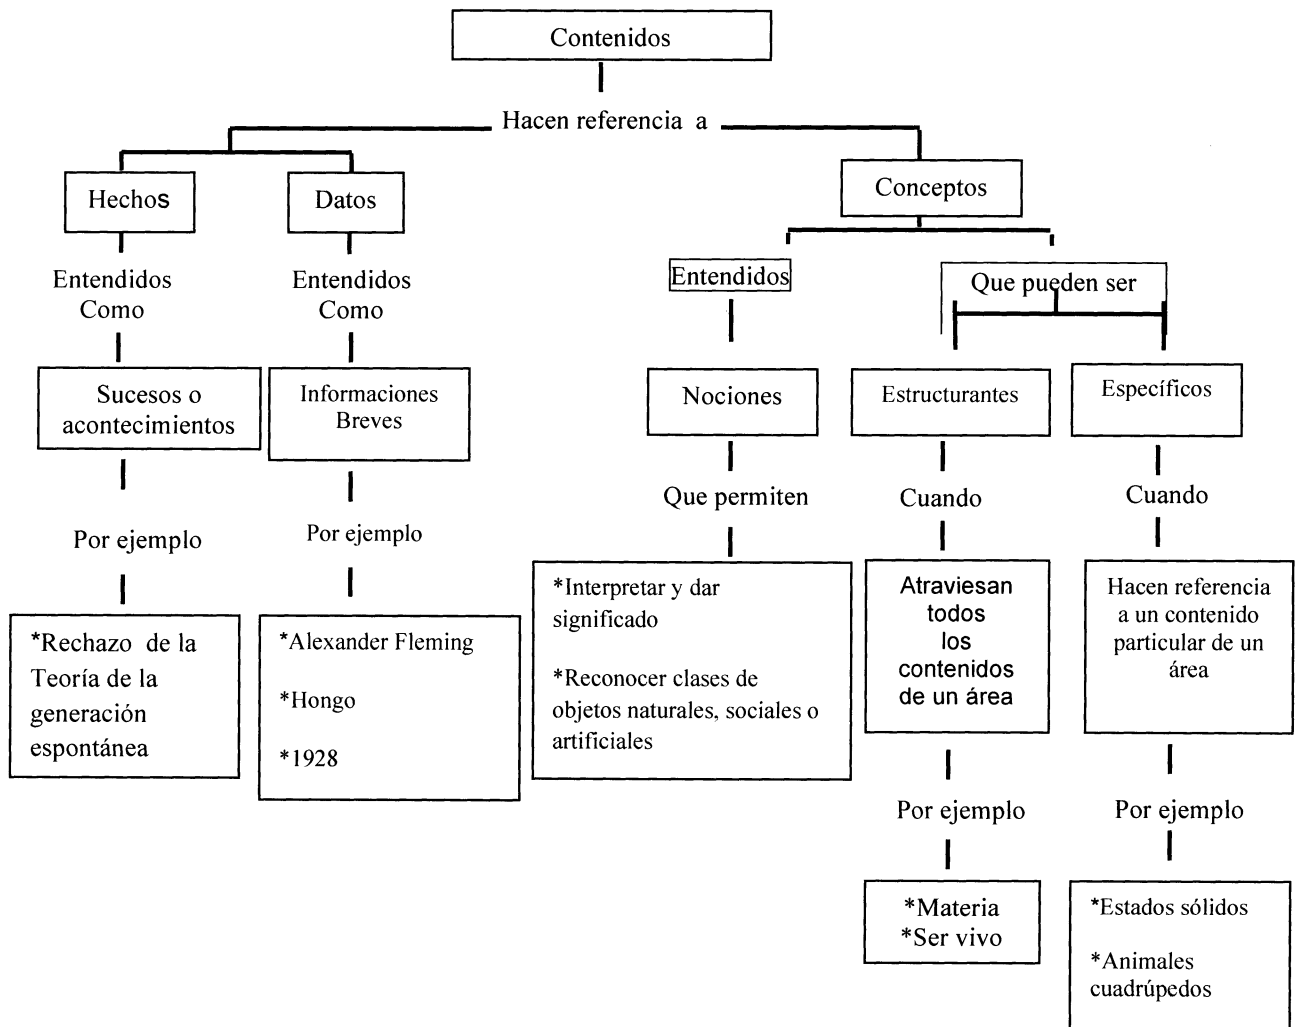 Contenidos
Hacen referencia a
Hechos
Datos
Conceptos
Entendidos
Como
Entendidos
Como
Entendidos
Que pueden ser
Sucesos o
acontecimientos
Informaciones
Breves
Nociones
Estructurantes
Específicos
Por ejemplo
Por ejemplo
Que permiten
Cuando
Cuando
*Rechazo de la
Teoría de la
generación
espontánea
*Alexander Fleming
*Hongo
*1928
*Interpretar y dar
significado
*Reconocer clases de
objetos naturales, sociales o
artificiales
Atraviesan
todos
los
contenidos
de un área
Hacen referencia
a un contenido
particular de un
área
Por ejemplo
Por ejemplo
*Materia
*Ser vivo
*Estados sólidos
*Animales
cuadrúpedos